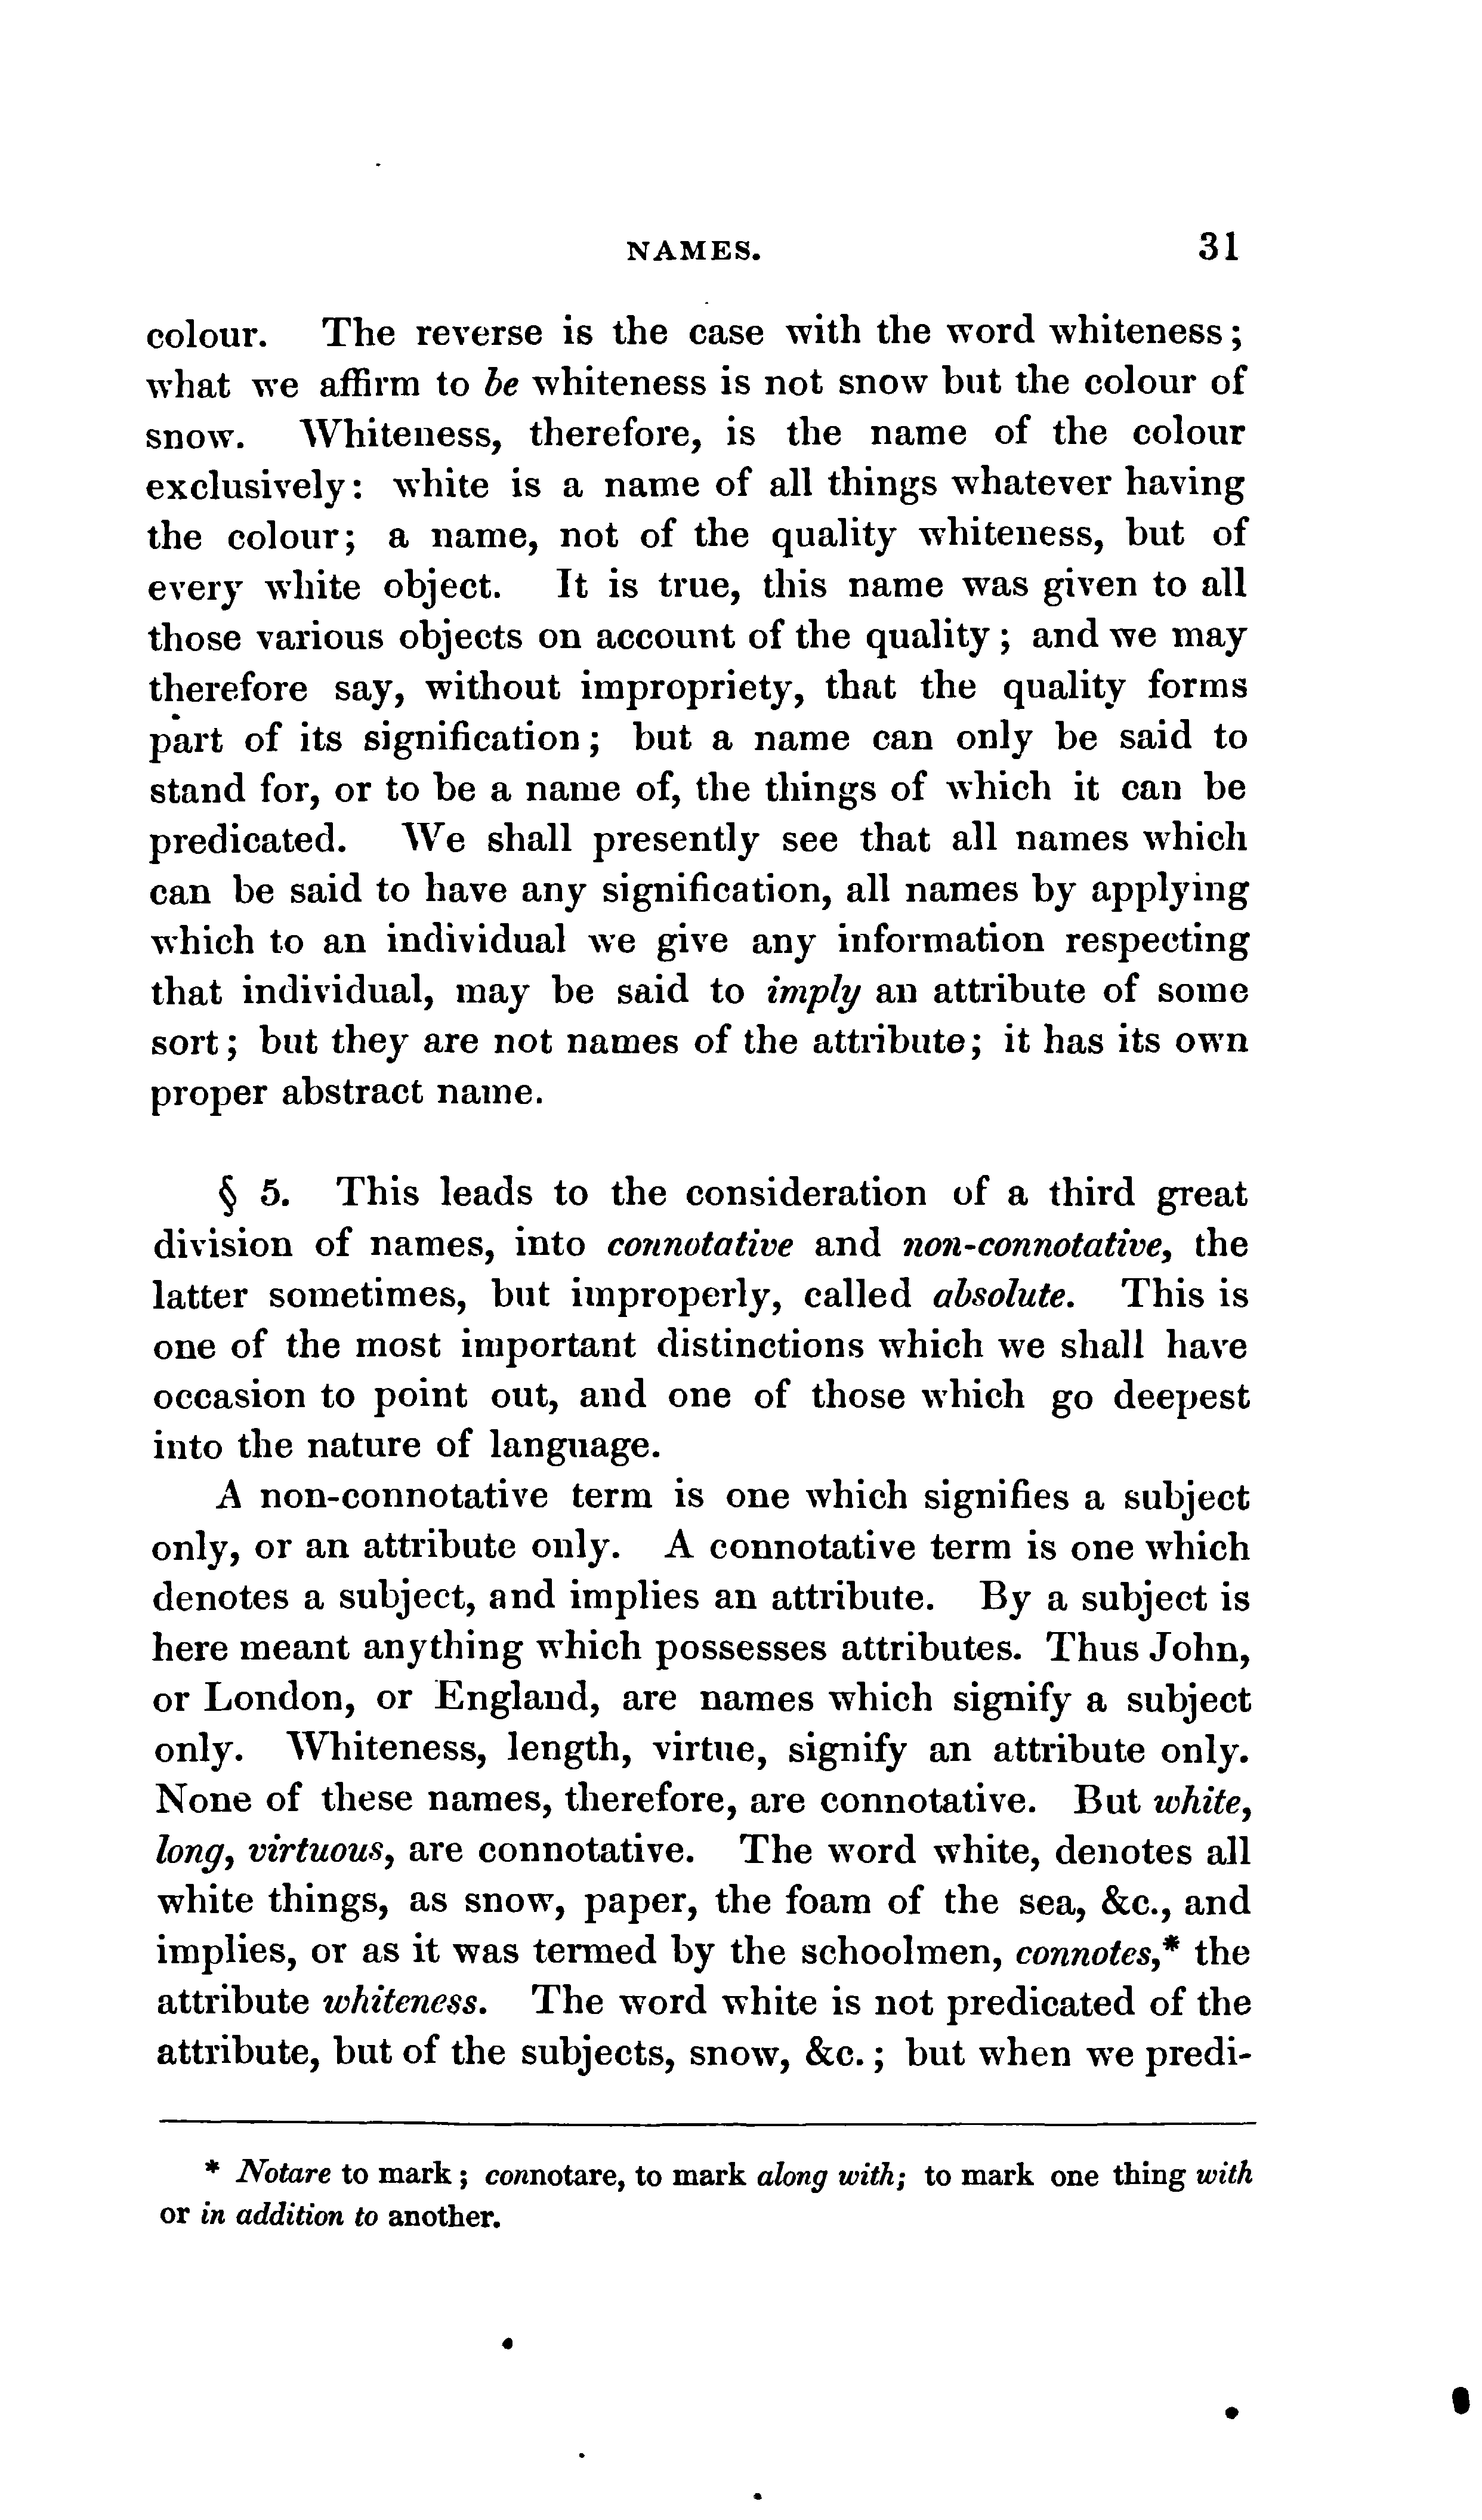 NAMES. 31
colour. The reverse is the case with the word whiteness;
what we affirm to be whiteness is not snow but the colour of
snow. Whiteness, therefore, is the name of the colour
exclusively: white is a name of all things whatever having
the colour; a name, not of the quality whiteness, but of
every white object. It is true, this name was given to all
those various objects on account of the quality; and we may
therefore say, without impropriety, that the quality forms
part of its signification; but a name can only be said to
stand for, or to be a name of, the things of which it can be
predicated. We shall presently see that all names which
can be said to have any signification, all names by applying
which to an individual we give any information respecting
that individual, may be said to imply an attribute of some
sort; but they are not names of the attribute; it has its own
proper abstract name.
§ 5. This leads to the consideration of a third great
division of names, into connotative and non-connotative, the
latter sometimes, but improperly, called absolute. This is
one of the most important distinctions which we shall have
occasion to point out, and one of those which go deepest
into the nature of language.
A non-connotative term is one which signifies a subject
only, or an attribute only. A connotative term is one which
denotes a subject, and implies an attribute. By a subject is
here meant anything which possesses attributes. Thus John,
or London, or England, are names which signify a subject
only. Whiteness, length, virtue, signify an attribute only.
None of these names, therefore, are connotative. But white,
long, virtuous, are connotative. The word white, denotes all
white things, as snow, paper, the foam of the sea, &c., and
implies, or as it was termed by the schoolmen, connotes,* the
attribute whiteness. The word white is not predicated of the
attribute, but of the subjects, snow, &c.; but when we predi-
* Notare to mark; connotare, to mark along with; to mark one thing with
or in addition to another.